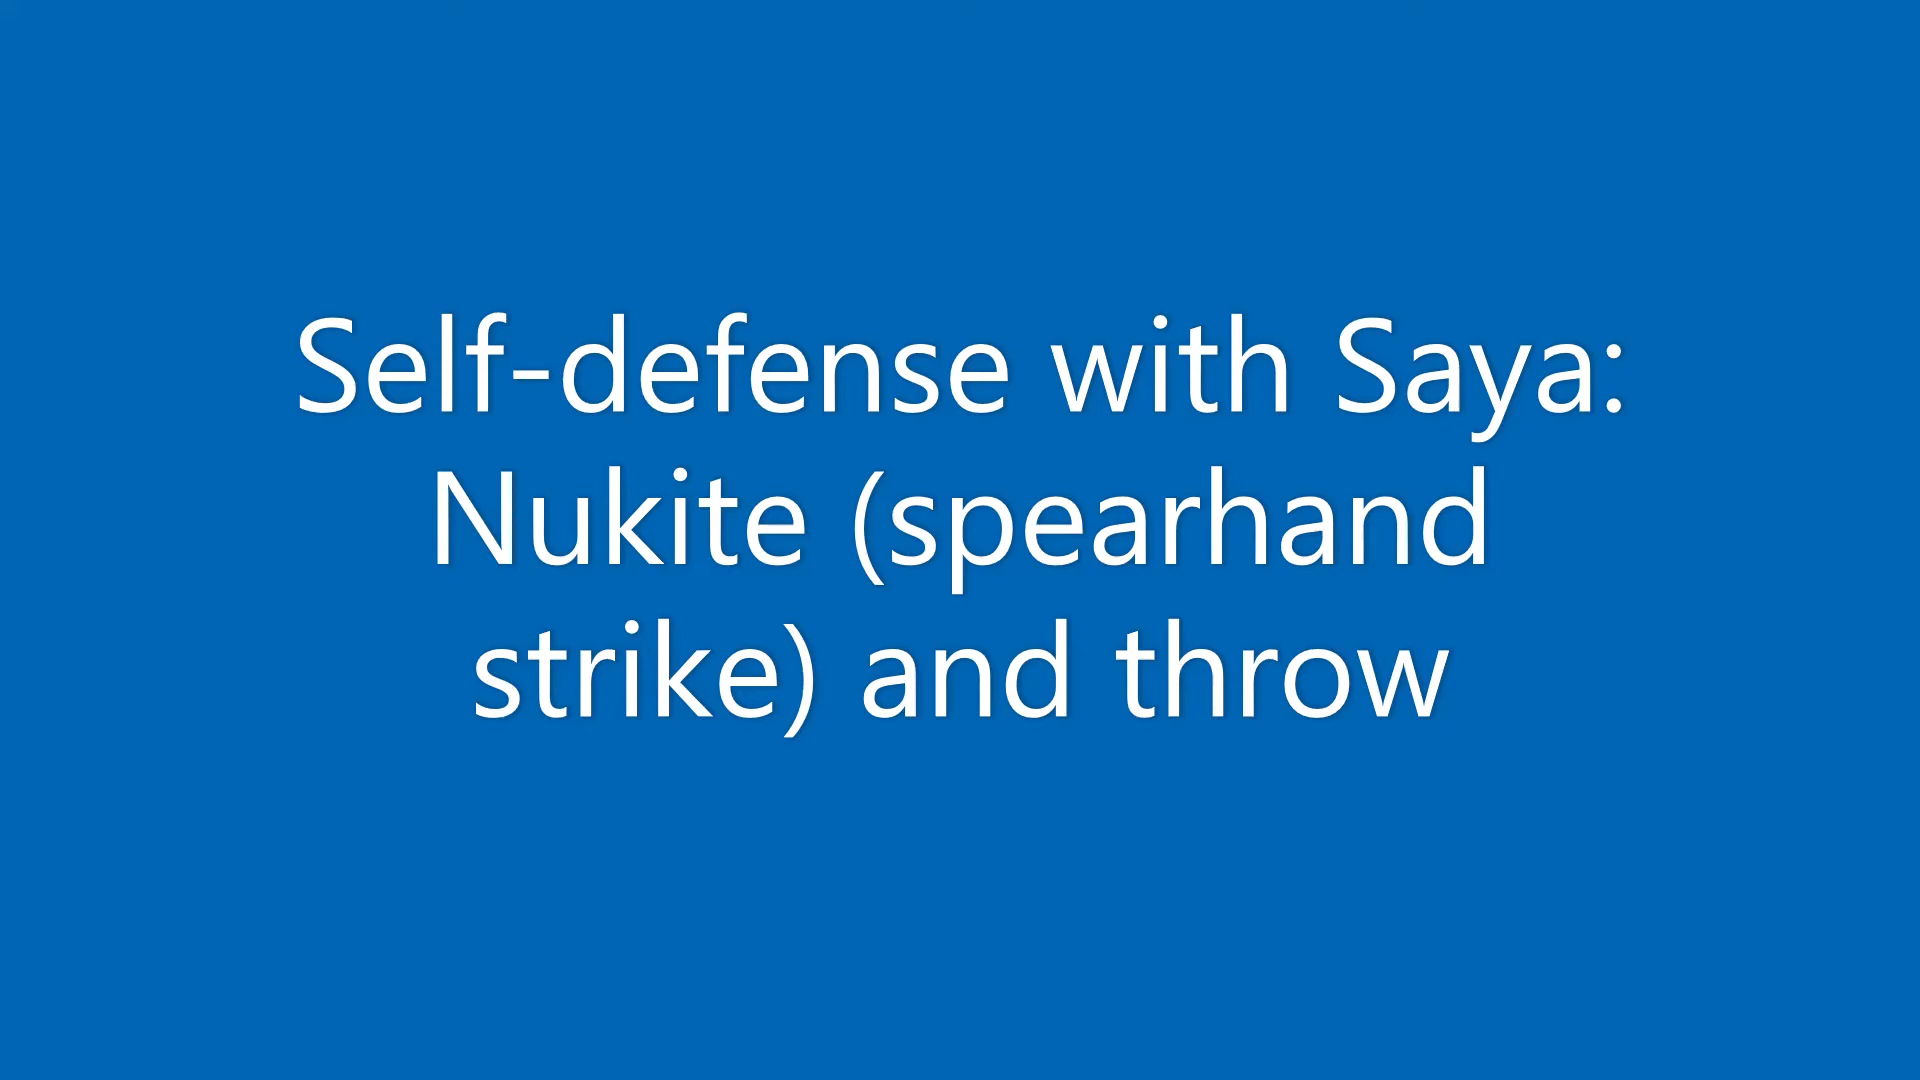 Self-defense with Saya:
Nukite (spearhand
strike) and throw